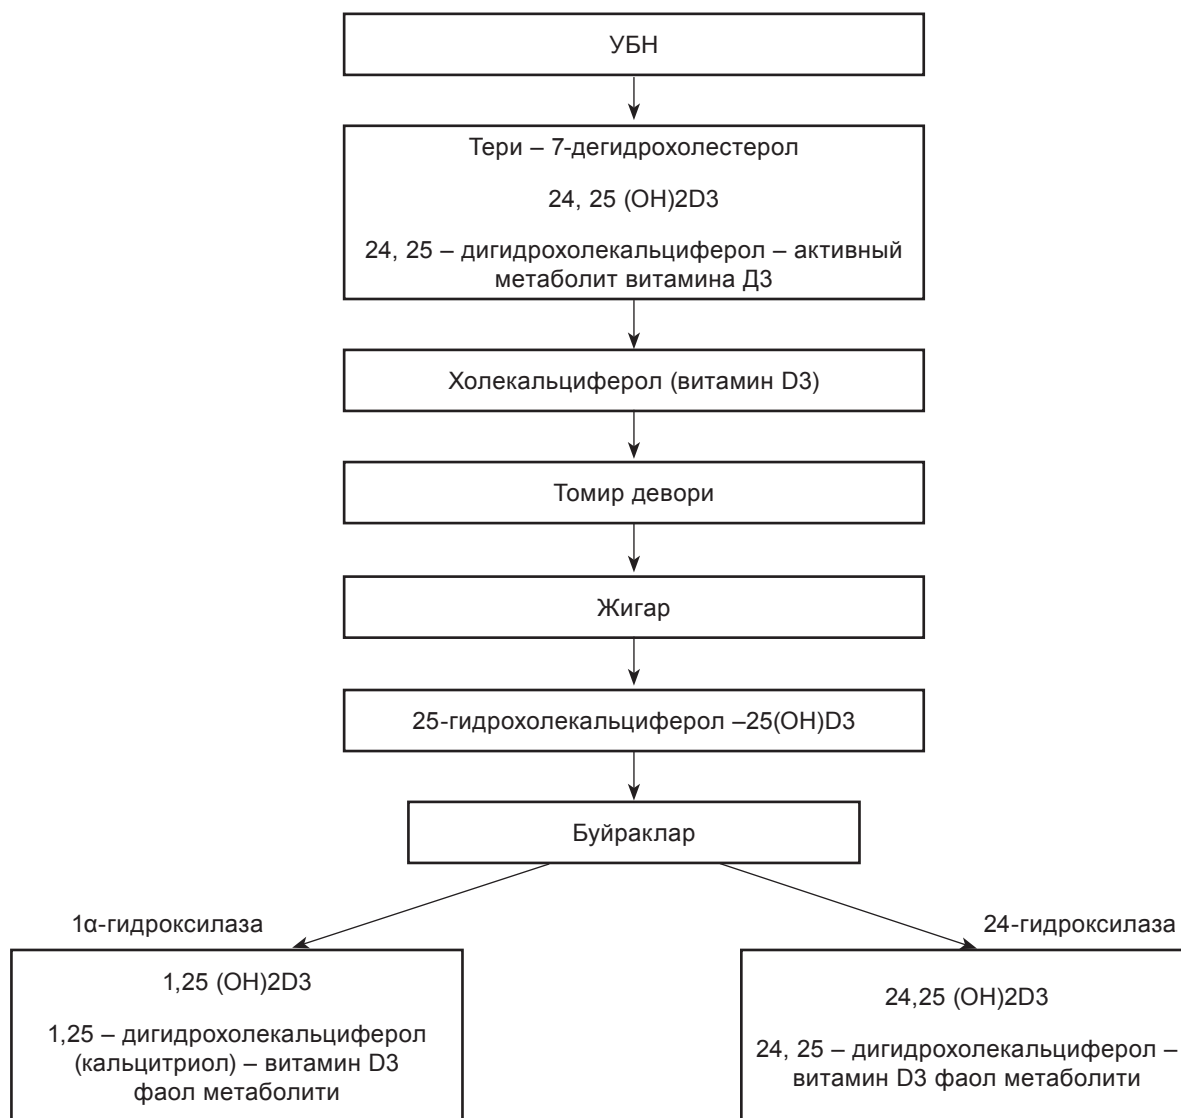 УБН
Тери – 7-дегидрохолестерол
24, 25 (OH)2D3
24, 25 – дигидрохолекальциферол – активный
метаболит витамина Д3
Холекальциферол (витамин D3)
Томир девори
Жигар
25-гидрохолекальциферол –25(OH)D3
Буйраклар
1α-гидроксилаза
24-гидроксилаза
1,25 (OH)2D3
1,25 – дигидрохолекальциферол
(кальцитриол) – витамин D3
фаол метаболити
24,25 (OH)2D3
24, 25 – дигидрохолекальциферол –
витамин D3 фаол метаболити